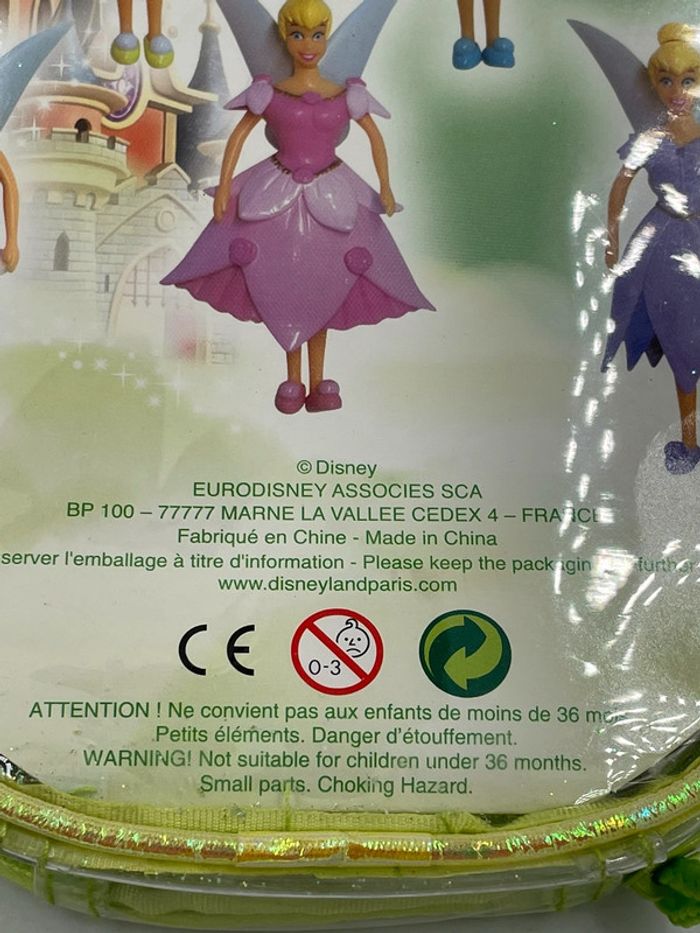 © Disney
EURODISNEY ASSOCIES SCA
BP 100 – 77777 MARNE LA VALLEE CEDEX 4 – FRANCE
Fabriqué en Chine - Made in China
server l'emballage à titre d'information - Please keep the packagin further
www.disneylandparis.com
CE
0-3
ATTENTION ! Ne convient pas aux enfants de moins de 36 mois
Petits éléments. Danger d'étouffement.
WARNING! Not suitable for children under 36 months.
Small parts. Choking Hazard.